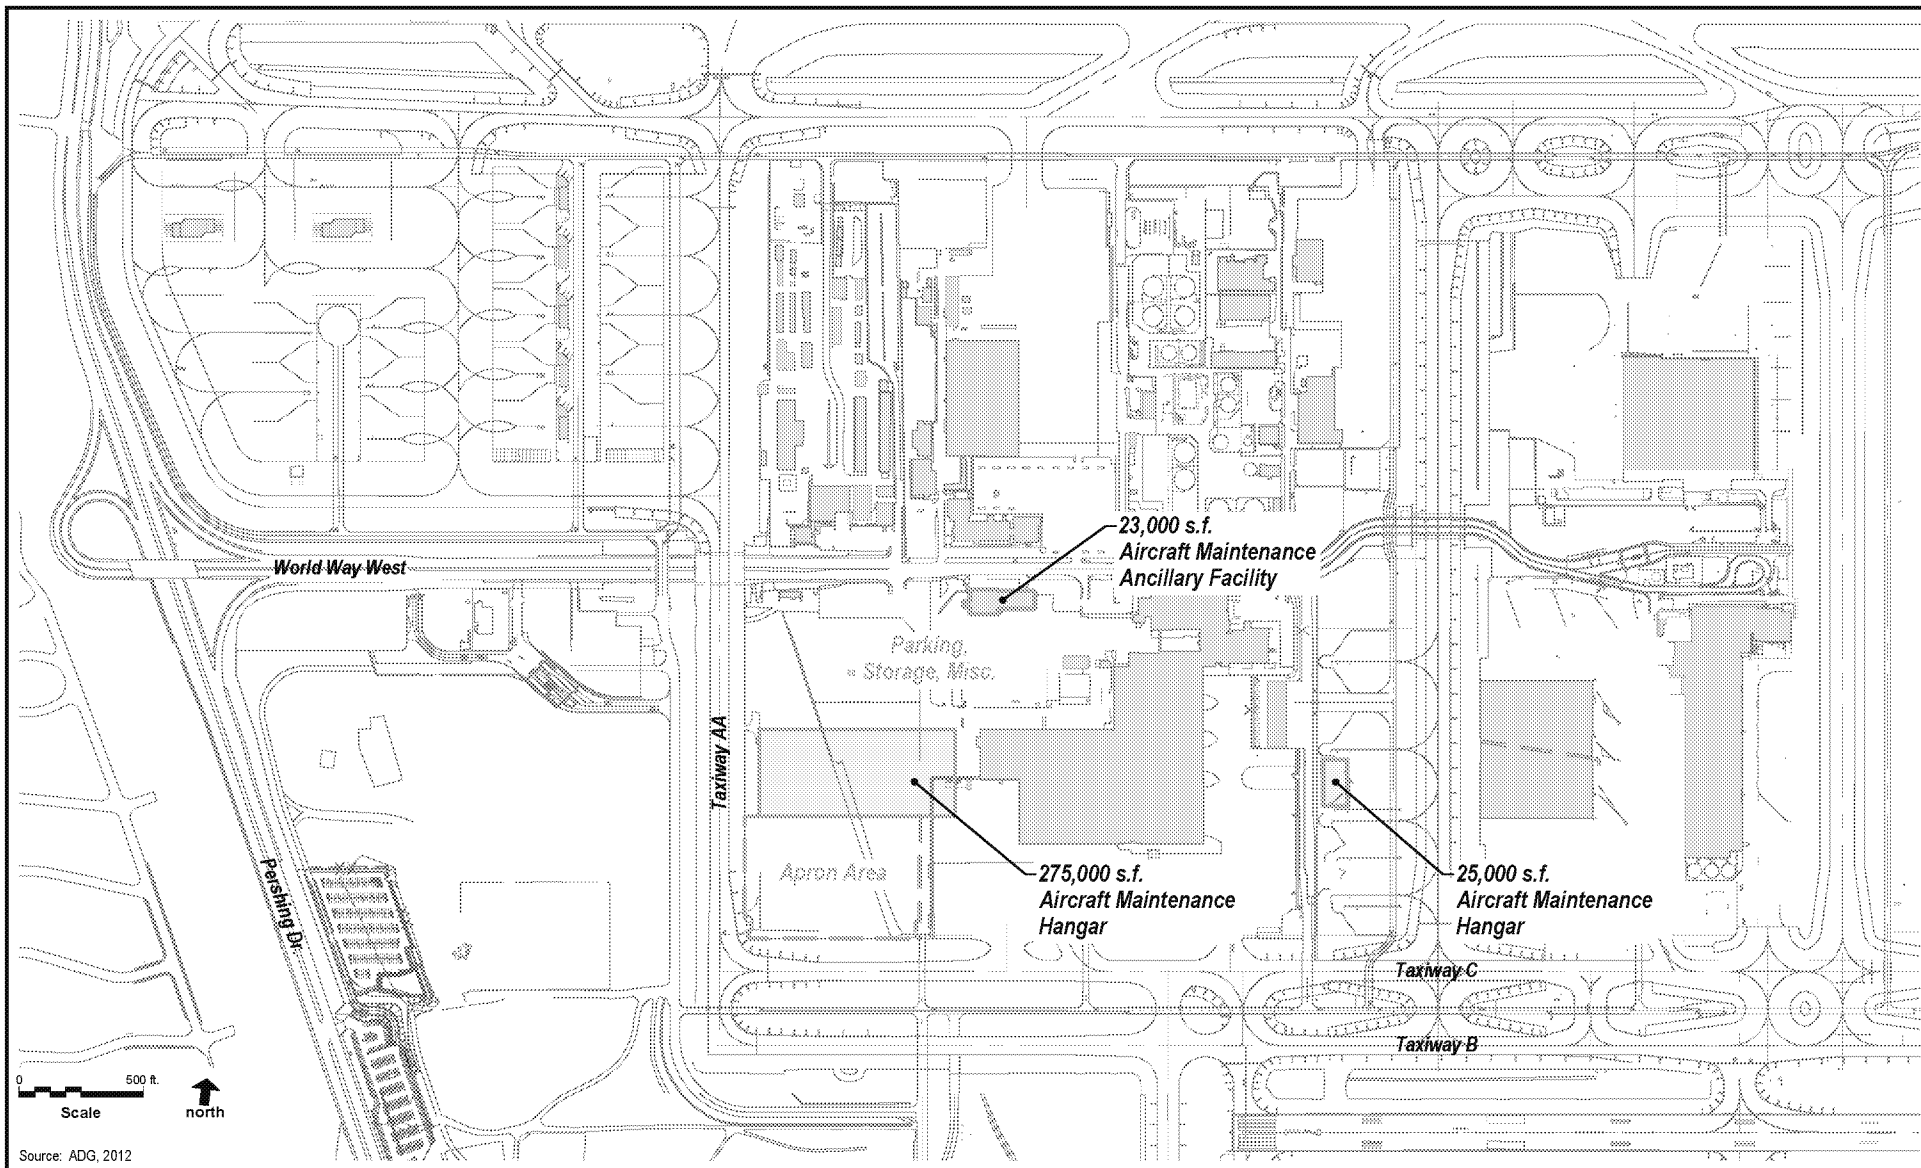 23,000 s.f.
Aircraft Maintenance
Ancillary Facility
World Way West
Parking,
Storage, Misc.
Taxiway AA
275,000 s.f.
Aircraft Maintenance
Hangar
25,000 s.f.
Aircraft Maintenance
Hangar
Apron Area
Pershing Dr.
Taxiway C
Taxiway B
0 500 ft.
Scale
north
Source: ADG, 2012